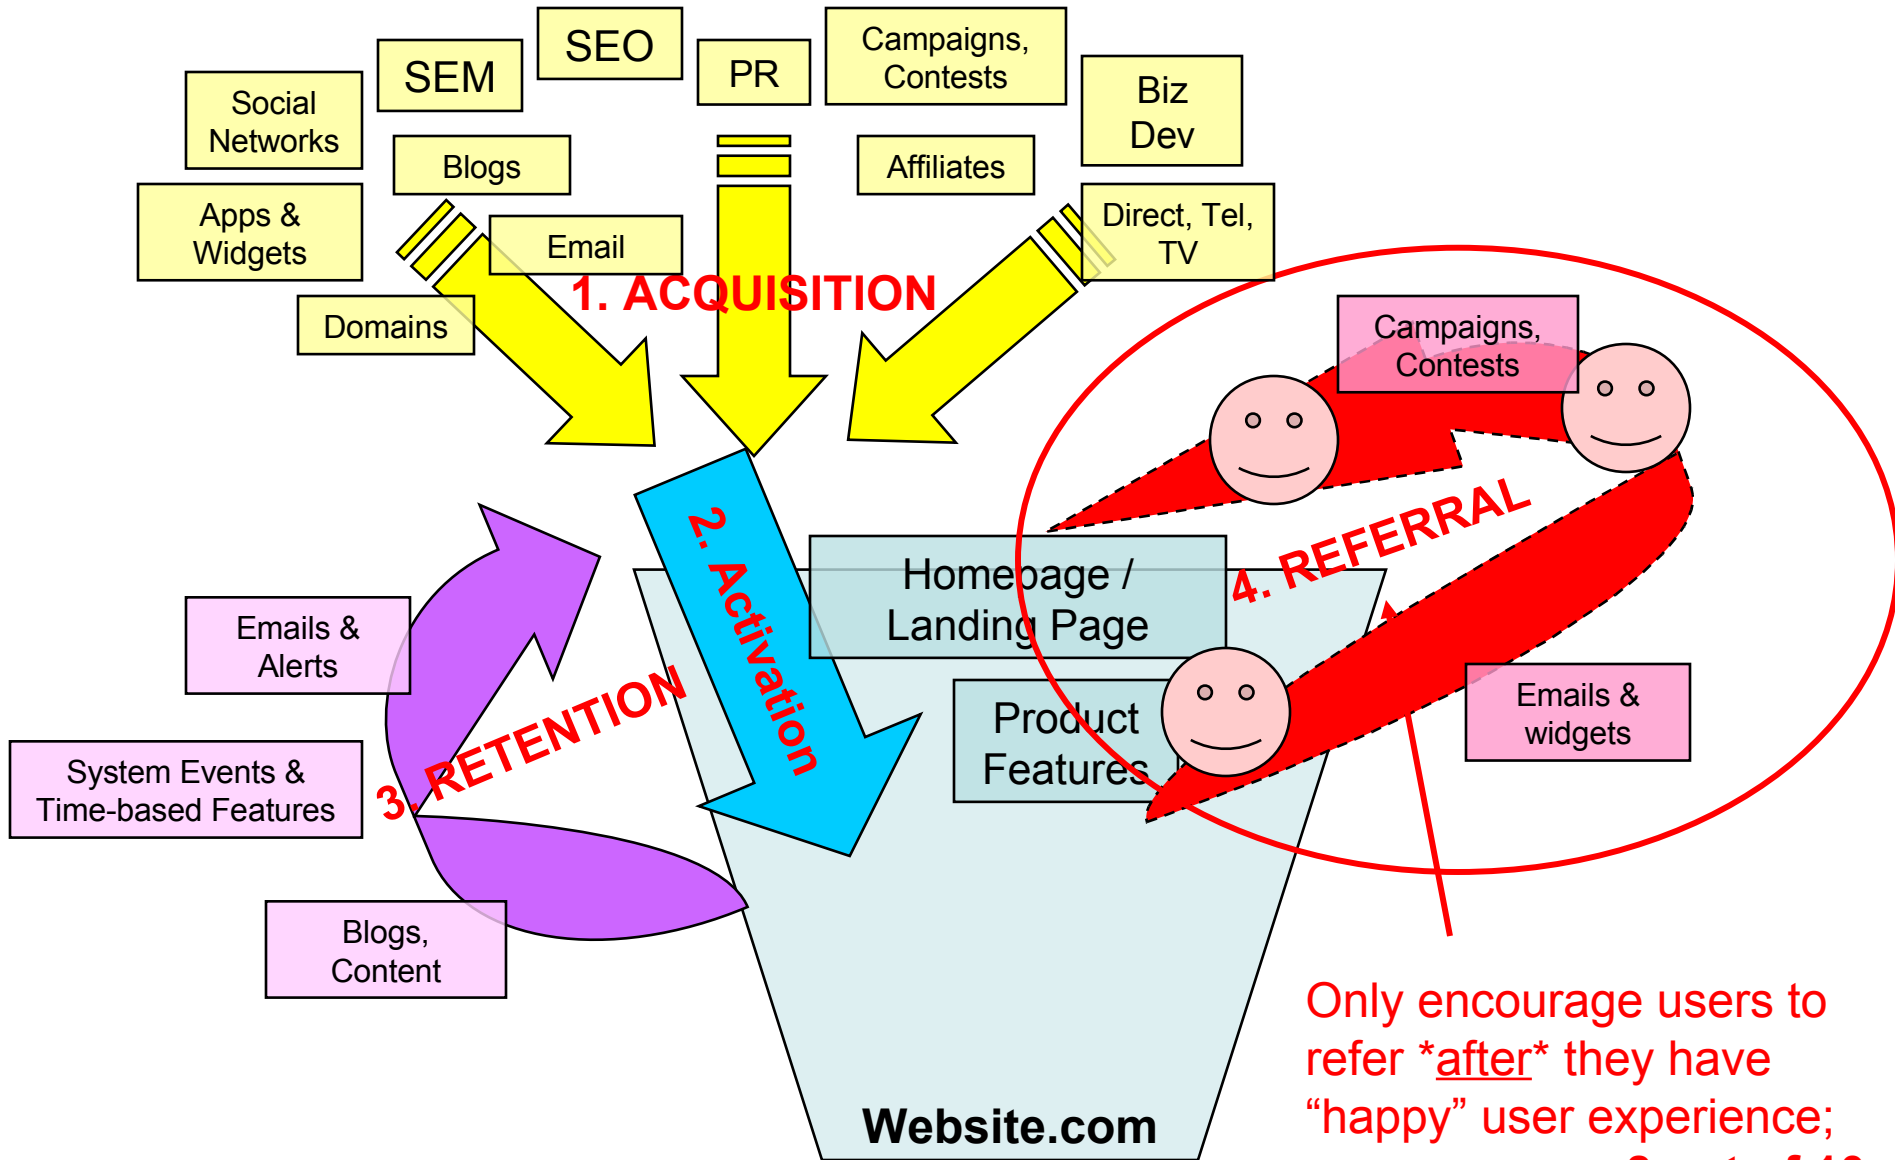 SEO
Campaigns,
Contests
SEM
PR
Biz
Dev
Social
Networks
Blogs
Affiliates
Apps &
Widgets
Email
Direct, Tel,
TV
1. ACQUISITION
Domains
Campaigns,
Contests
2. Activation
4. REFERRAL
Homepage /
Landing Page
Emails &
Alerts
3. RETENTION
Product
Features
Emails &
widgets
System Events &
Time-based Features
Blogs,
Content
Only encourage users to
refer *after* they have
“happy” user experience;
Website.com